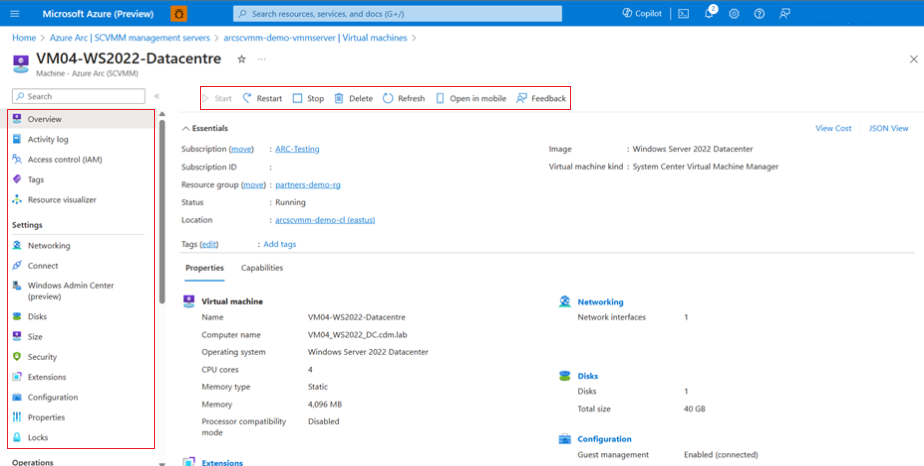 Microsoft Azure (Preview)
Search resources, services, and docs (G+/)
Copilot
2
Home > Azure Arc | SCVMM management servers > arcscvmm-demo-vmmserver | Virtual machines >
VM04-WS2022-Datacentre
Machine - Azure Arc (SCVMM)
Search
Start Restart Stop Delete Refresh Open in mobile Feedback
Overview
Activity log
Access control (IAM)
Tags
Resource visualizer
Settings
Networking
Connect
Windows Admin Center
(preview)
Disks
Size
Security
Extensions
Configuration
Properties
Locks
Operations
Essentials
View Cost JSON View
Subscription (move) : ARC-Testing
Subscription ID :
Resource group (move) : partners-demo-rg
Status : Running
Location : arcscvmm-demo-cl (eastus)
Image : Windows Server 2022 Datacenter
Virtual machine kind : System Center Virtual Machine Manager
Tags (edit) : Add tags
Properties Capabilities
Virtual machine
Name VM04-WS2022-Datacentre
Computer name VM04_WS2022_DC.cdm.lab
Operating system Windows Server 2022 Datacenter
CPU cores 4
Memory type Static
Memory 4,096 MB
Processor compatibility Disabled
mode
Extensions
Networking
Network interfaces 1
Disks
Disks 1
Total size 40 GB
Configuration
Guest management Enabled (connected)